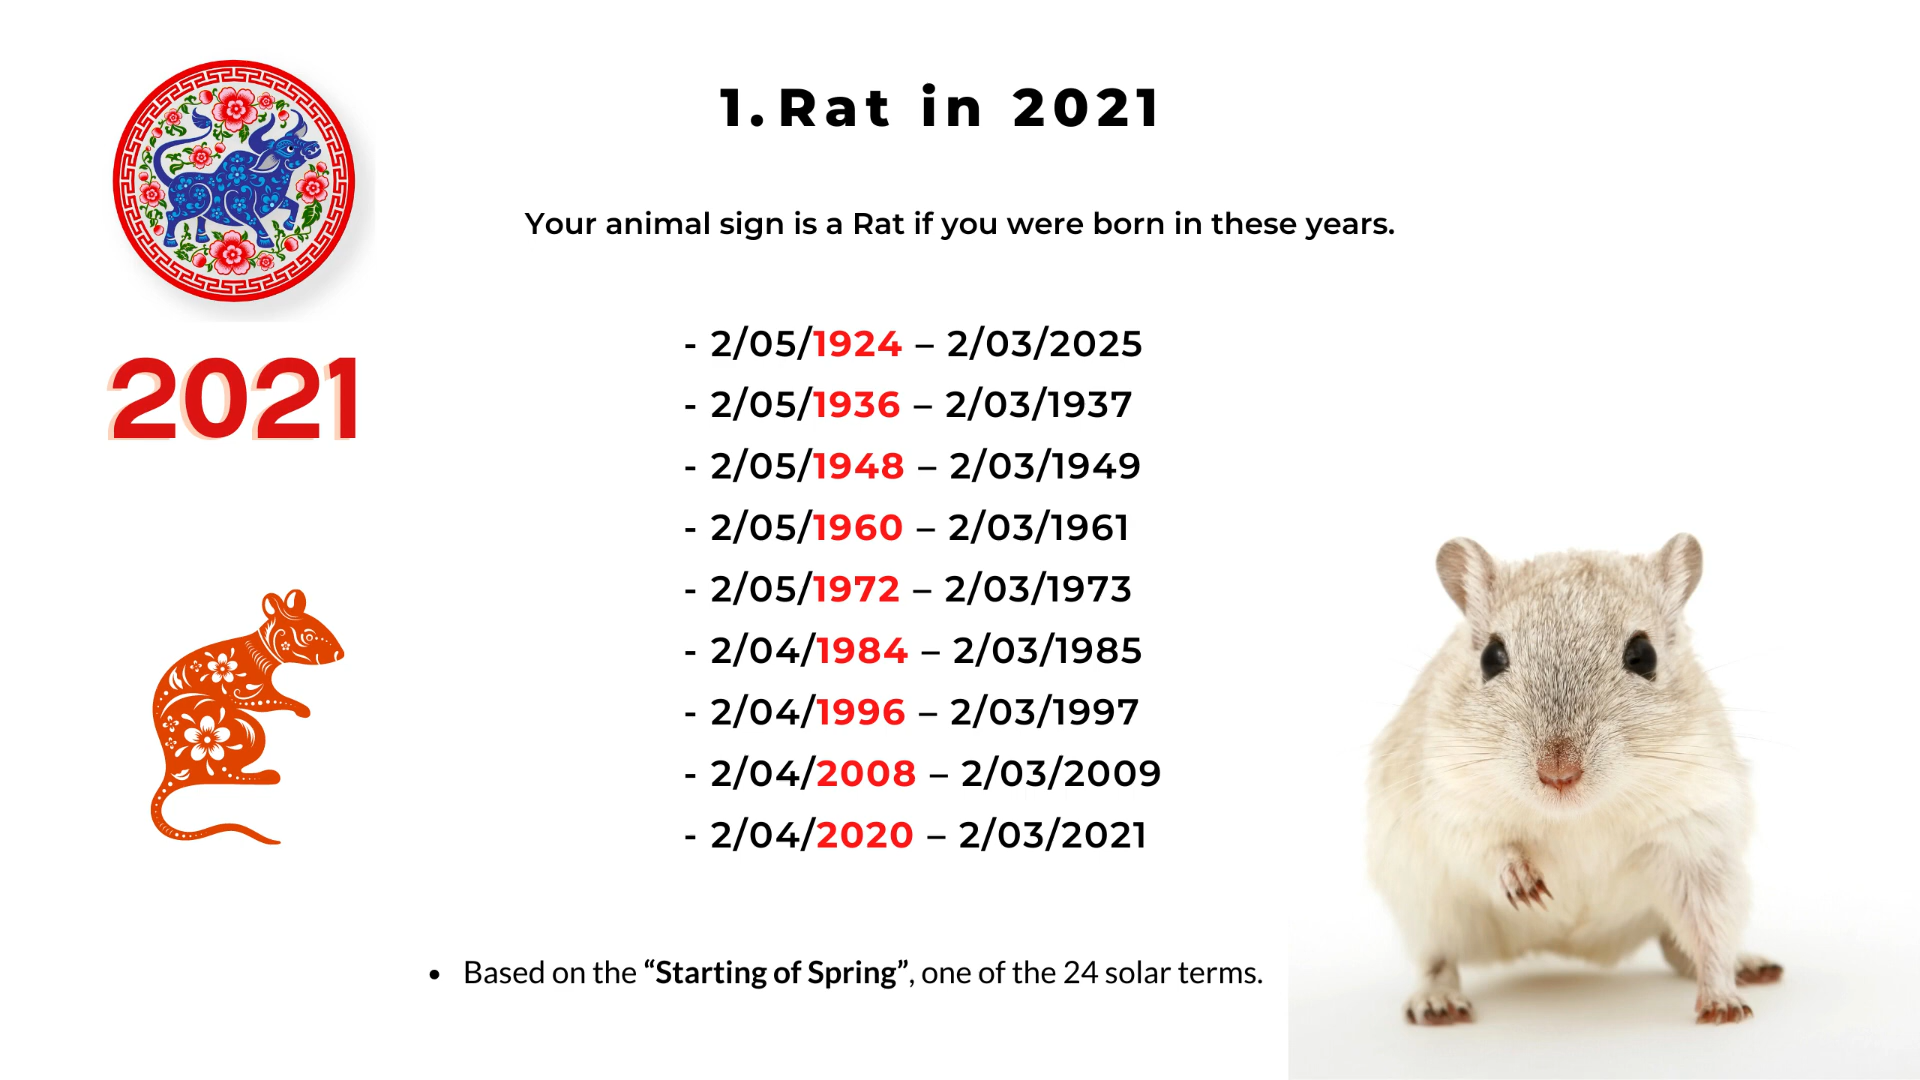 1. Rat in 2021
Your animal sign is a Rat if you were born in these years.
2021
- 2/05/1924 – 2/03/2025
- 2/05/1936 – 2/03/1937
- 2/05/1948 – 2/03/1949
- 2/05/1960 – 2/03/1961
- 2/05/1972 – 2/03/1973
- 2/04/1984 – 2/03/1985
- 2/04/1996 – 2/03/1997
- 2/04/2008 – 2/03/2009
- 2/04/2020 – 2/03/2021
• Based on the “Starting of Spring”, one of the 24 solar terms.